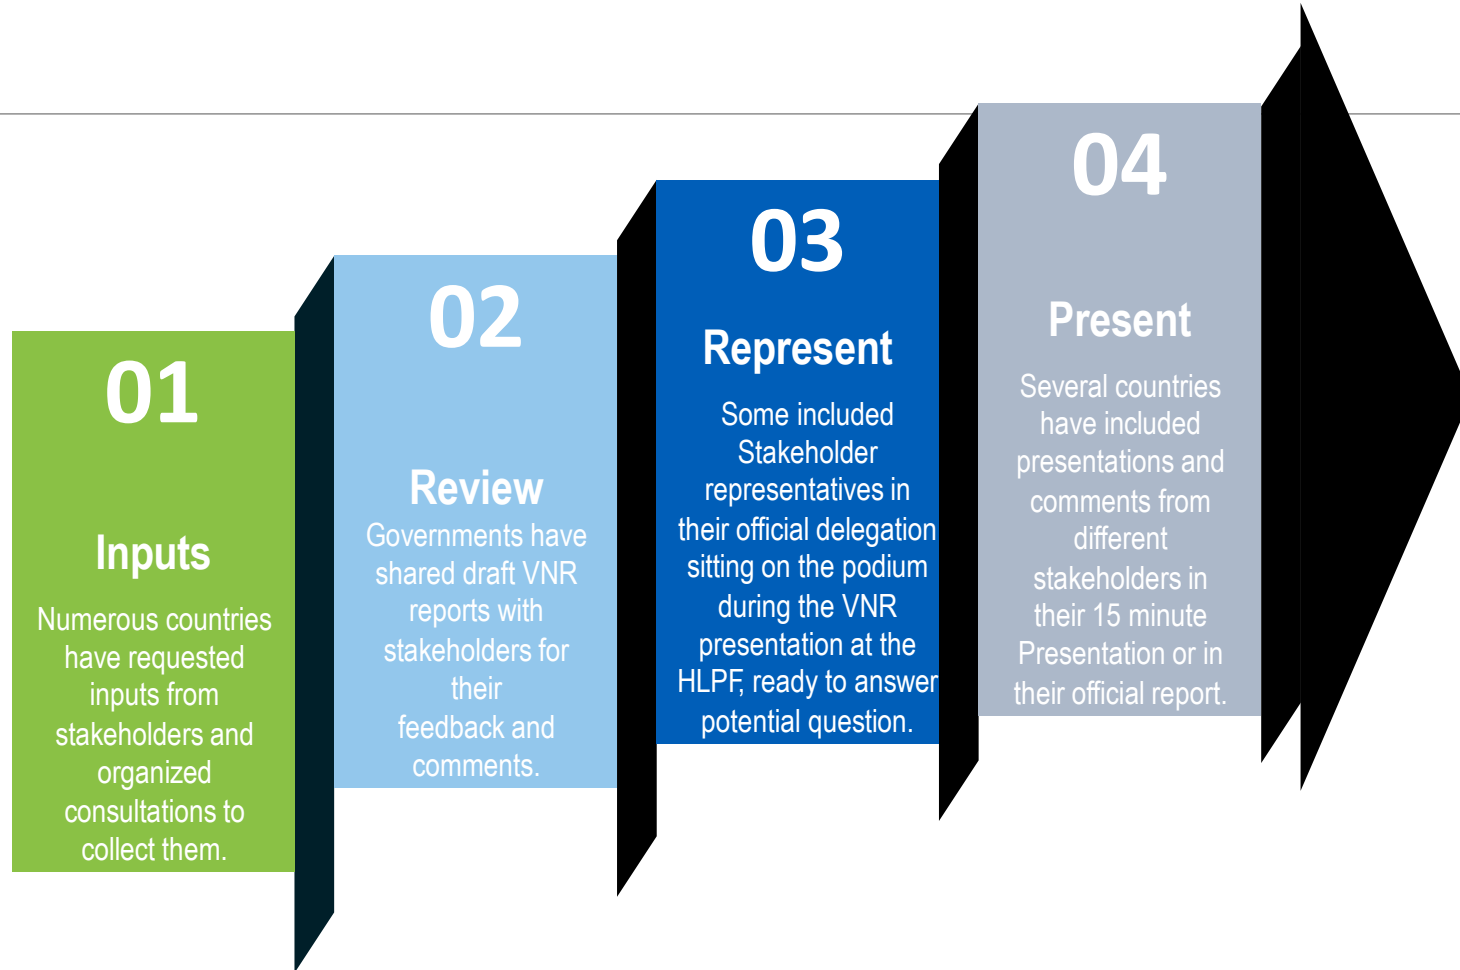 01
Inputs
Numerous countries
have requested
inputs from
stakeholders and
organized
consultations to
collect them.
02
Review
Governments have
shared draft VNR
reports with
stakeholders for
their
feedback and
comments.
03
Represent
Some included
Stakeholder
representatives in
their official delegation
sitting on the podium
during the VNR
presentation at the
HLPF, ready to answer
potential question.
04
Present
Several countries
have included
presentations and
comments from
different
stakeholders in
their 15 minute
Presentation or in
their official report.